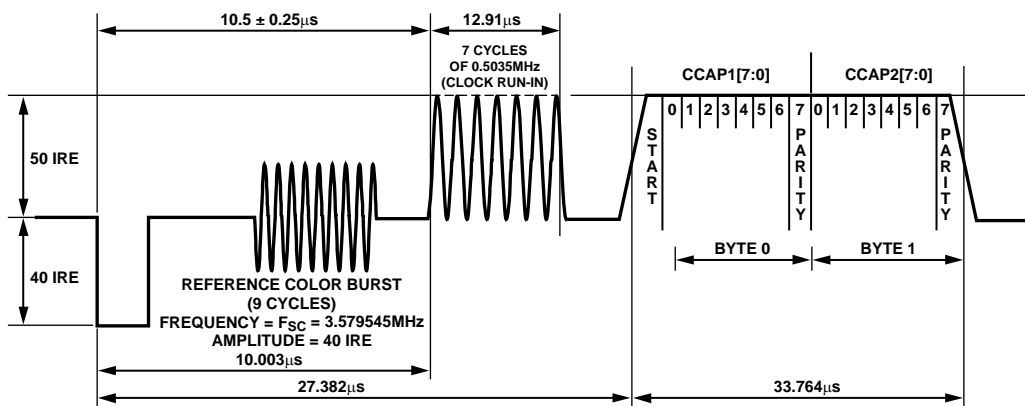 10.5 ± 0.25µs
12.91µs
7 CYCLES
OF 0.5035MHz
(CLOCK RUN-IN)
CCAP1[7:0]
CCAP2[7:0]
0 1 2 3 4 5 6 7 0 1 2 3 4 5 6 7
START
PARITY
PARITY
50 IRE
40 IRE
BYTE 0
BYTE 1
REFERENCE COLOR BURST
(9 CYCLES)
FREQUENCY = FSC = 3.579545MHz
AMPLITUDE = 40 IRE
10.003µs
27.382µs
33.764µs